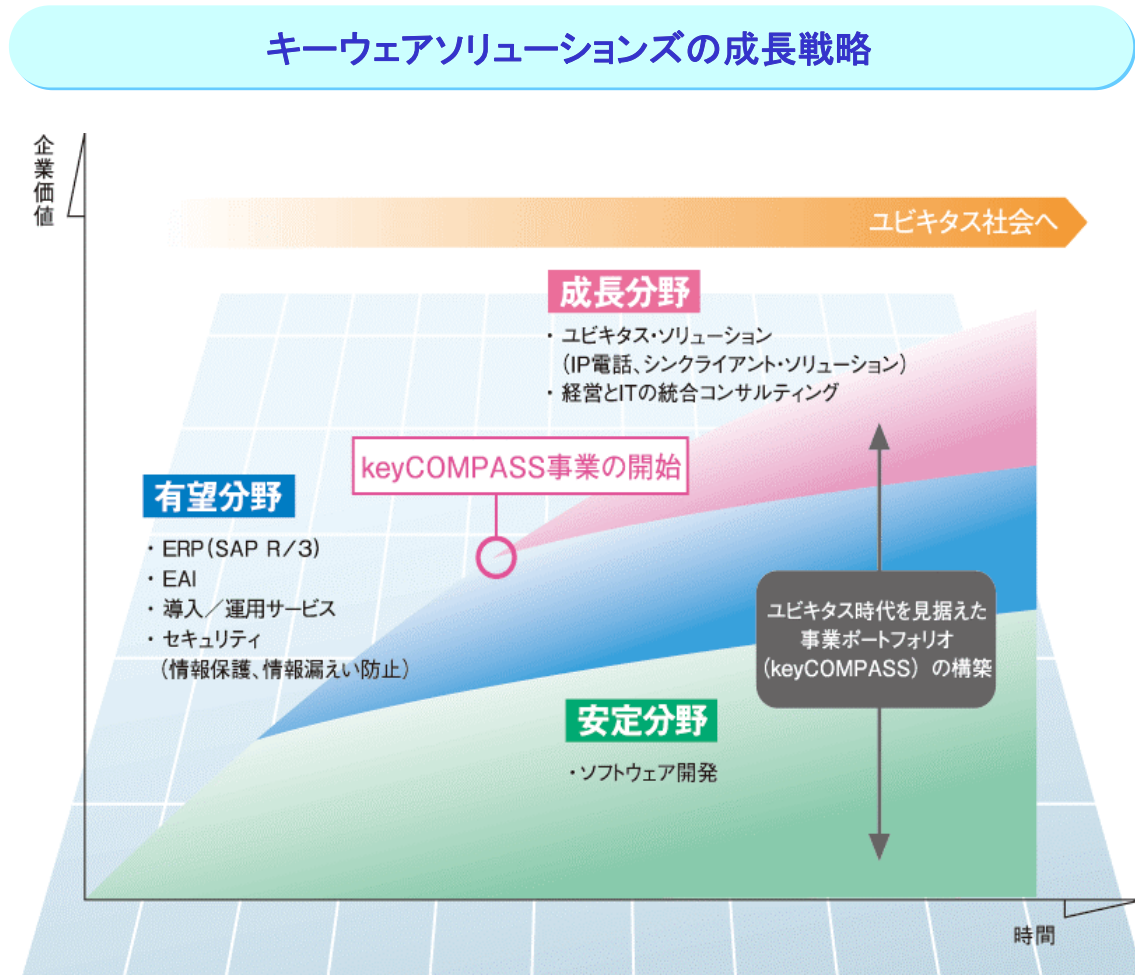 キーウェアソリューションズの成長戦略
企業価値
ユビキタス社会へ
成長分野
・ ユビキタス・ソリューション
（IP電話、シンクライアント・ソリューション）
・ 経営とITの統合コンサルティング
keyCOMPASS事業の開始
有望分野
・ ERP（SAP R／3）
・ EAI
・ 導入／運用サービス
・ セキュリティ
（情報保護、情報漏えい防止）
ユビキタス時代を見据えた
事業ポートフォリオ
（keyCOMPASS）の構築
安定分野
・ソフトウェア開発
時間